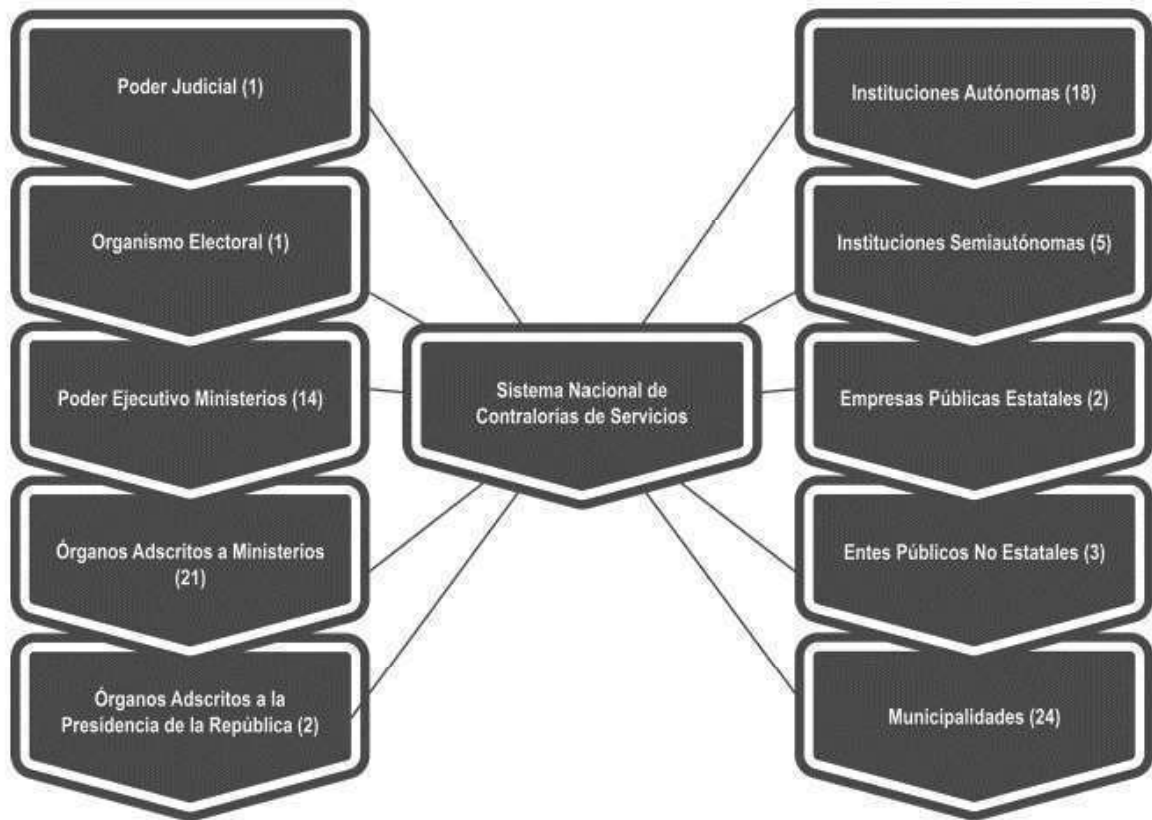 Poder Judicial (1)
Organismo Electoral (1)
Poder Ejecutivo Ministerios (14)
Órganos Adscritos a Ministerios
(21)
Órganos Adscritos a la
Presidencia de la República (2)
Sistema Nacional de
Contralorías de Servicios
Instituciones Autónomas (18)
Instituciones Semiautónomas (5)
Empresas Públicas Estatales (2)
Entes Públicos No Estatales (3)
Municipalidades (24)